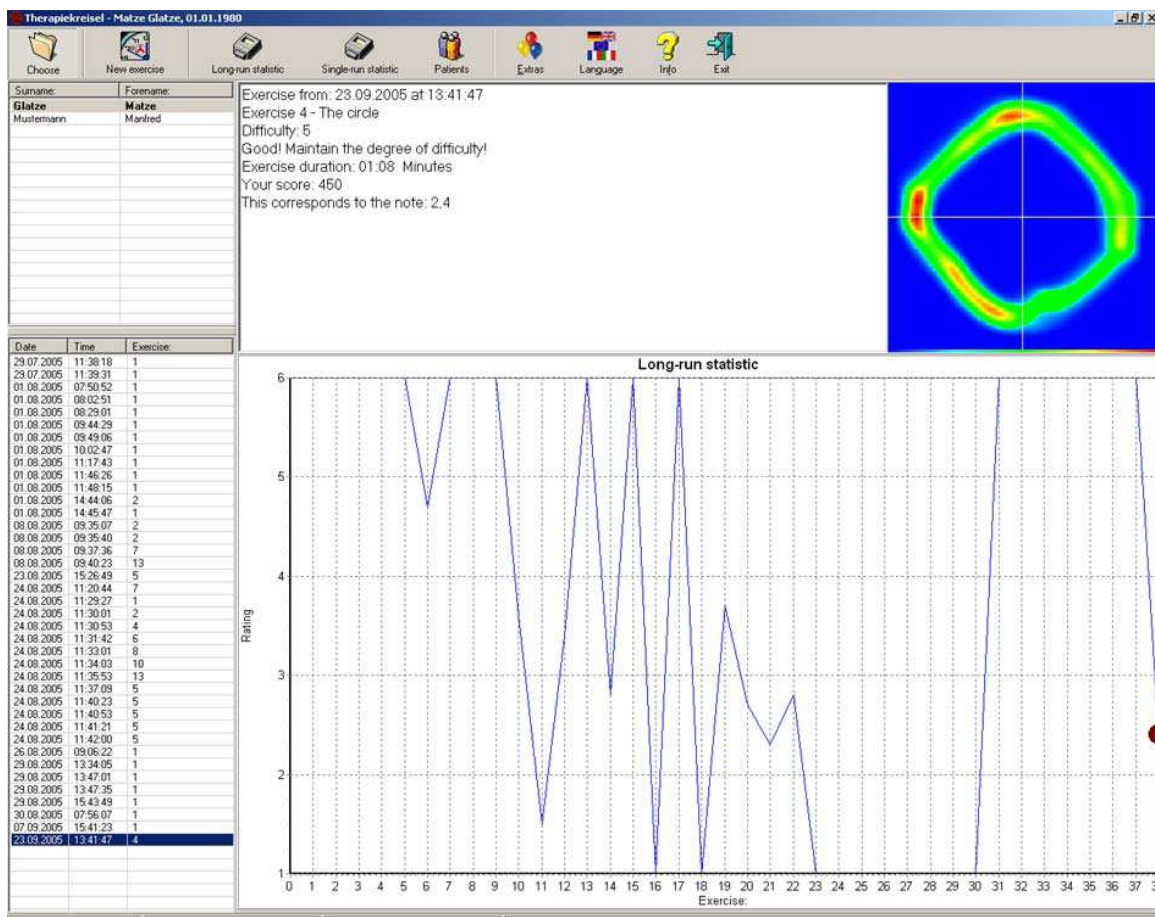 Therapiekreisel - Matze Glatze, 01.01.1980
Choose New exercise Long-run statistic Single-run statistic Patients Extras Language Info Exit
Surname: Forename:
Glatze Matze
Mustermann Manfred
Exercise from: 23.09.2005 at 13:41:47
Exercise 4 - The circle
Difficulty: 5
Good! Maintain the degree of difficulty!
Exercise duration: 01:08 Minutes
Your score: 450
This corresponds to the note: 2,4
Date Time Exercise:
29.07.2005 11:38:18 1
29.07.2005 11:39:31 1
01.08.2005 07:50:52 1
01.08.2005 08:02:51 1
01.08.2005 08:29:01 1
01.08.2005 09:44:29 1
01.08.2005 09:49:06 1
01.08.2005 10:02:47 1
01.08.2005 11:17:43 1
01.08.2005 11:46:26 1
01.08.2005 11:48:15 1
01.08.2005 14:44:06 2
01.08.2005 14:45:47 1
08.08.2005 09:35:07 2
08.08.2005 09:35:40 2
08.08.2005 09:37:36 7
08.08.2005 09:40:23 13
23.08.2005 15:26:49 5
24.08.2005 11:20:44 7
24.08.2005 11:29:27 1
24.08.2005 11:30:01 2
24.08.2005 11:30:53 4
24.08.2005 11:31:42 6
24.08.2005 11:33:01 8
24.08.2005 11:34:03 10
24.08.2005 11:35:53 13
24.08.2005 11:37:09 5
24.08.2005 11:40:23 5
24.08.2005 11:40:53 5
24.08.2005 11:41:21 5
24.08.2005 11:42:00 5
26.08.2005 09:06:22 1
29.08.2005 13:34:05 1
29.08.2005 13:47:01 1
29.08.2005 13:47:35 1
29.08.2005 15:43:49 1
30.08.2005 07:56:07 1
07.09.2005 15:41:23 1
23.09.2005 13:41:47 4
Long-run statistic
6
5
4
3
2
1
Rating
0 1 2 3 4 5 6 7 8 9 10 11 12 13 14 15 16 17 18 19 20 21 22 23 24 25 26 27 28 29 30 31 32 33 34 35 36 37
Exercise: